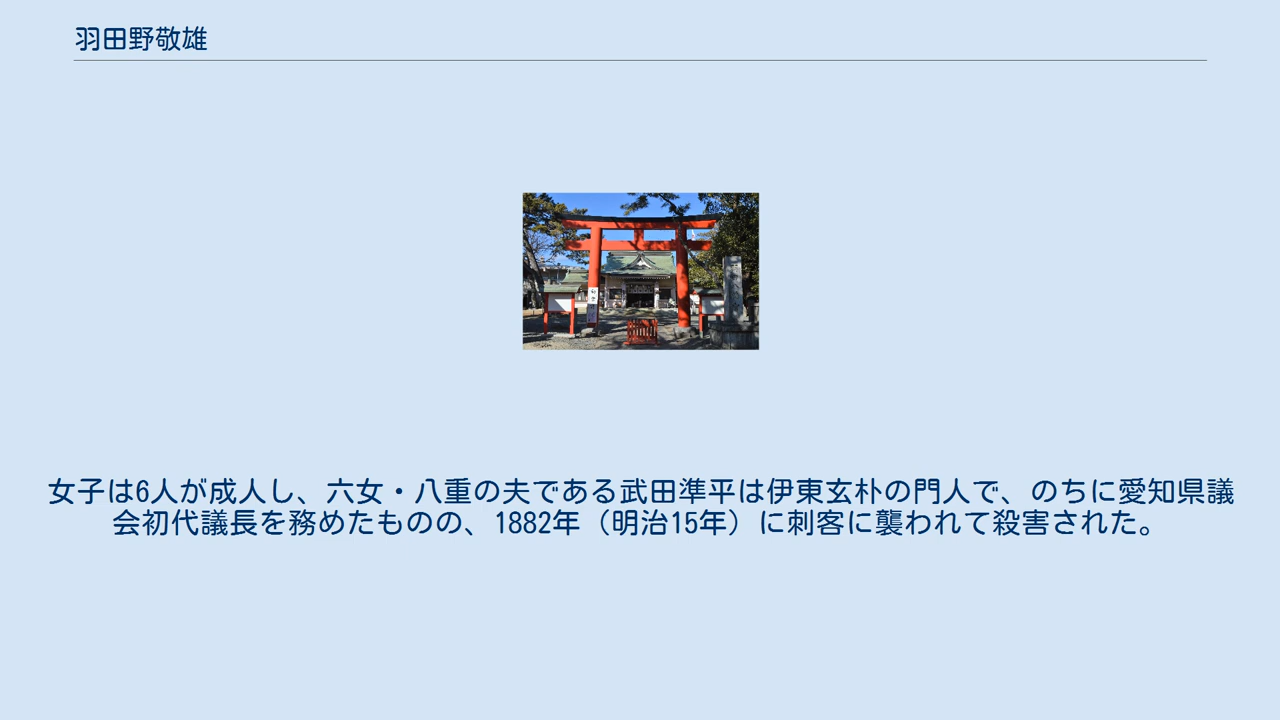 羽田野敬雄
女子は6人が成人し、六女・八重の夫である武田準平は伊東玄朴の門人で、のちに愛知県議
会初代議長を務めたものの、1882年（明治15年）に刺客に襲われて殺害された。